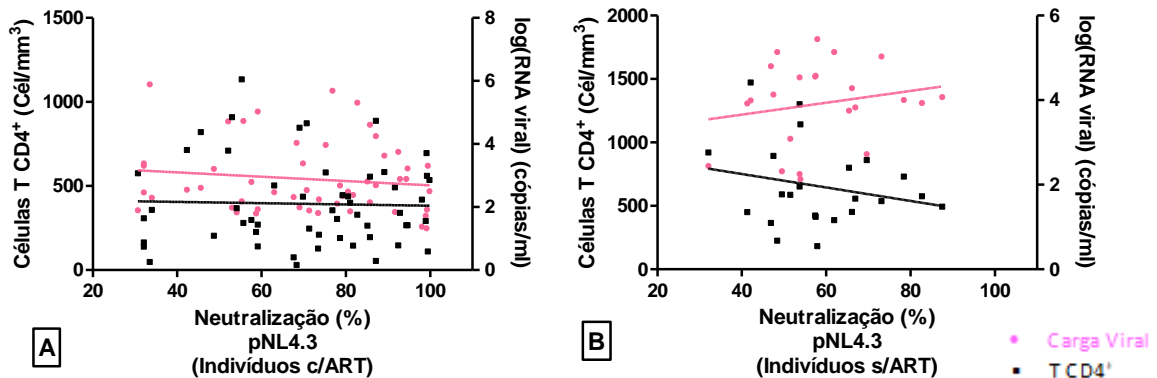 1500
1000
500
0
Células T CD4+ (Cél/mm3)
8
6
4
2
0
log(RNA viral) (cópias/ml)
20 40 60 80 100
Neutralização (%)
pNL4.3
(Indivíduos c/ART)
A
2000
1500
1000
500
0
Células T CD4+ (Cél/mm3)
6
4
2
0
log(RNA viral) (cópias/ml)
20 40 60 80 100
Neutralização (%)
pNL4.3
(Indivíduos s/ART)
B
Carga Viral
T CD4+